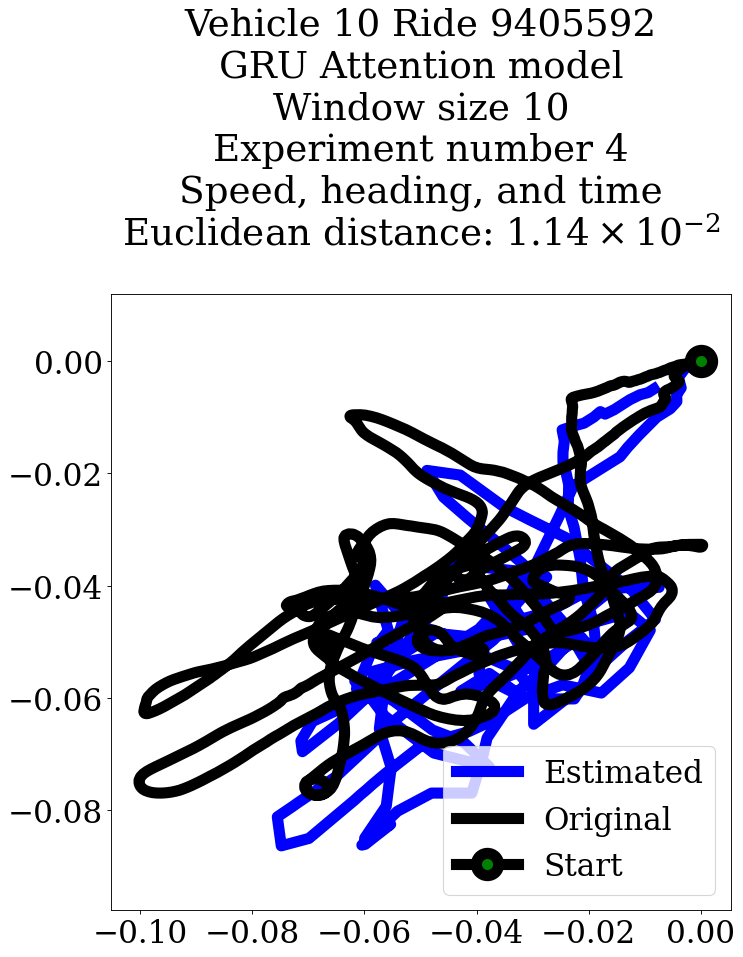 Vehicle 10 Ride 9405592
GRU Attention model
Window size 10
Experiment number 4
Speed, heading, and time
Euclidean distance: 1.14 × 10⁻²
0.00
−0.02
−0.04
−0.06
−0.08
Estimated
Original
Start
−0.10 −0.08 −0.06 −0.04 −0.02 0.00